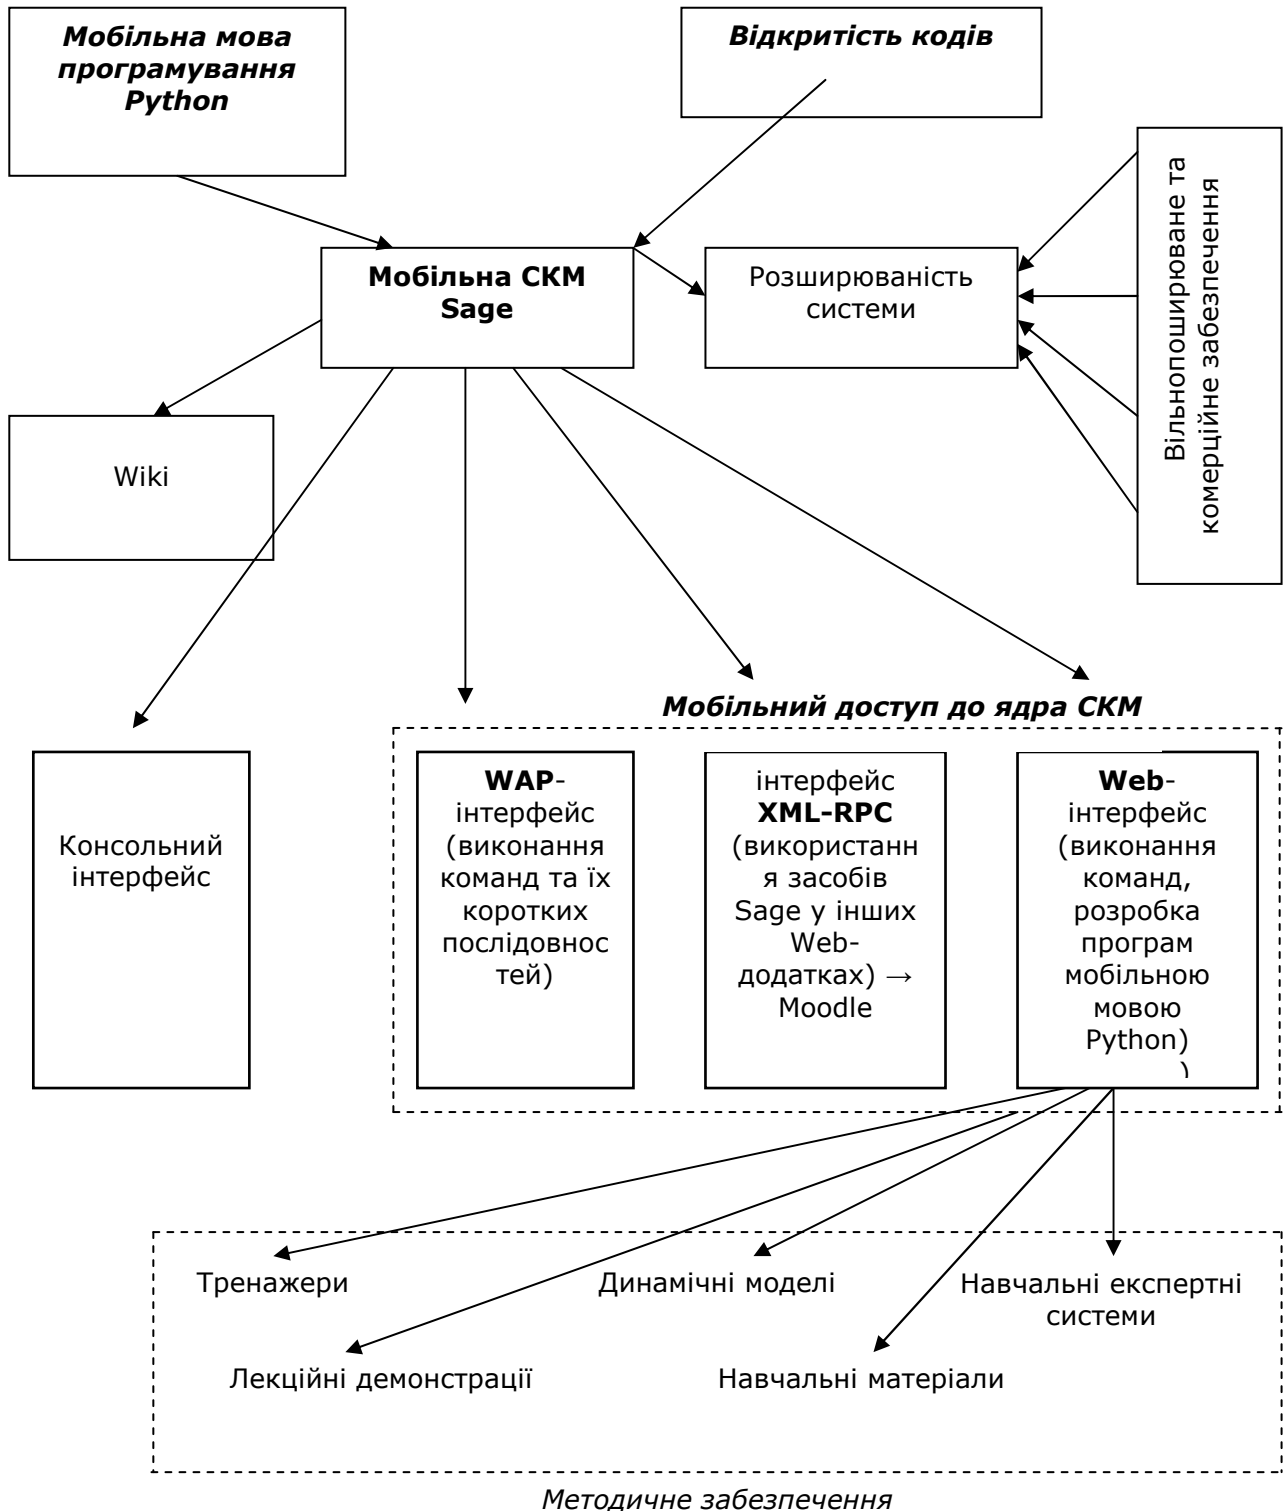 Мобільна мова
програмування
Python
Відкритість кодів
Вільнопоширюване та
комерційне забезпечення
Мобільна СКМ
Sage
Розширюваність
системи
Wiki
Мобільний доступ до ядра СКМ
Консольний
інтерфейс
WAP-
інтерфейс
(виконання
команд та їх
коротких
послідовнос
тей)
інтерфейс
XML-RPC
(використанн
я засобів
Sage у інших
Web-
додатках) →
Moodle
Web-
інтерфейс
(виконання
команд,
розробка
програм
мобільною
мовою
Python)
)
Тренажери
Динамічні моделі
Навчальні експертні
системи
Лекційні демонстрації
Навчальні матеріали
Методичне забезпечення